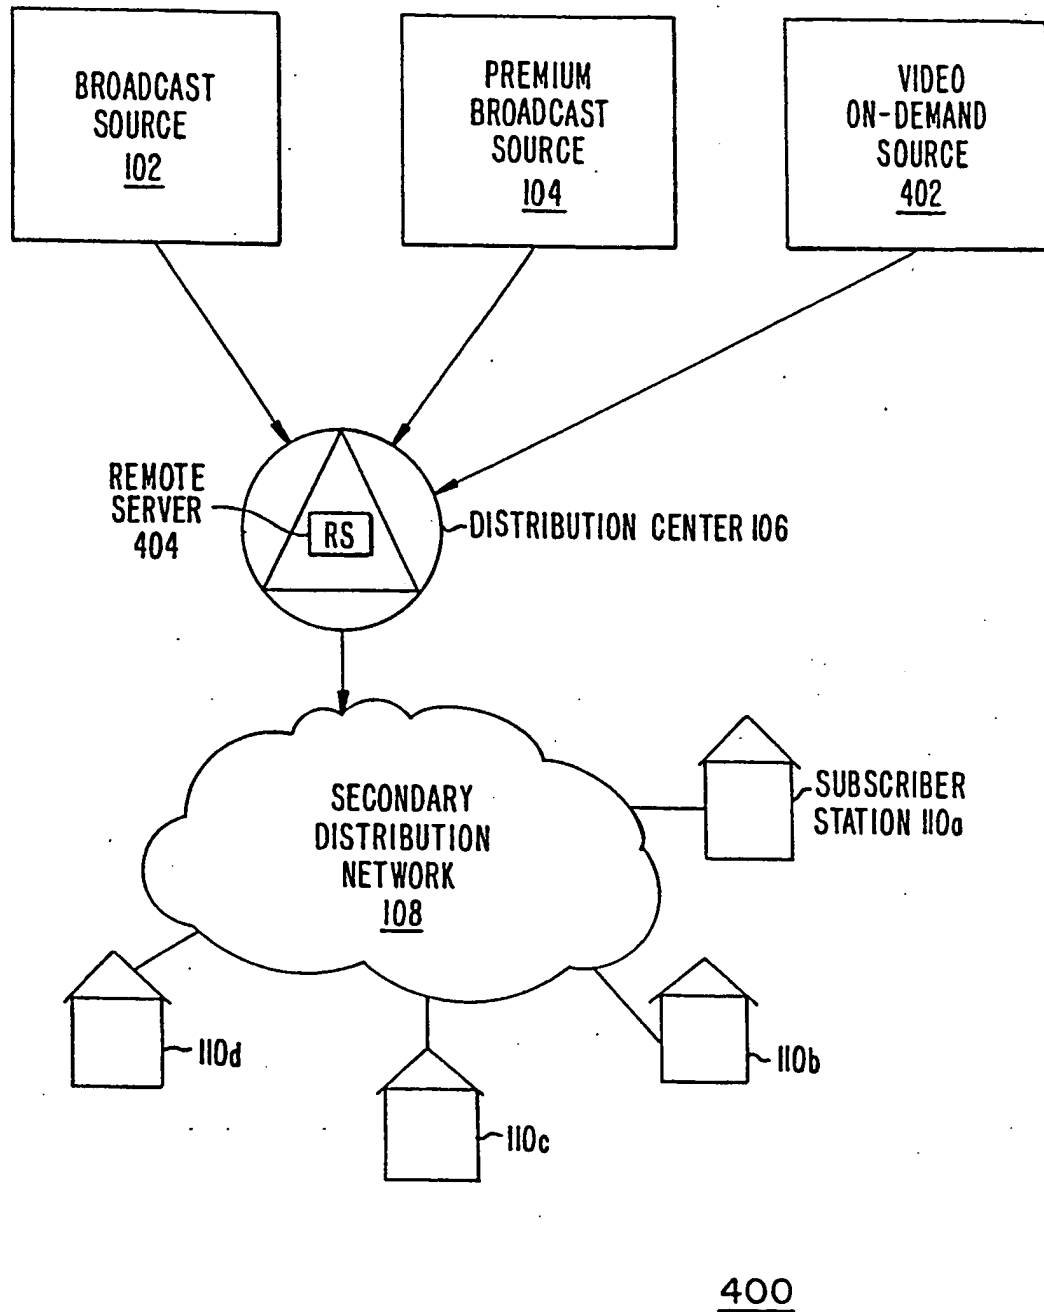 BROADCAST
SOURCE
102
PREMIUM
BROADCAST
SOURCE
104
VIDEO
ON-DEMAND
SOURCE
402
REMOTE
SERVER
404
RS
DISTRIBUTION CENTER 106
SECONDARY
DISTRIBUTION
NETWORK
108
SUBSCRIBER
STATION 110a
110d
110b
110c
400